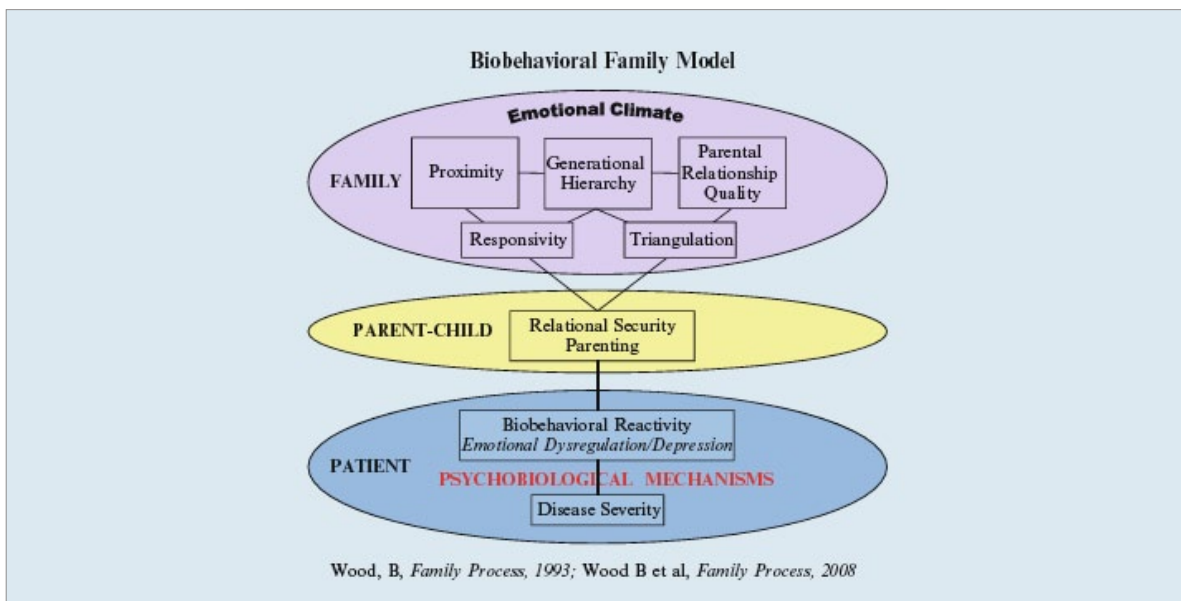 Biobehavioral Family Model
Emotional Climate
FAMILY
Proximity
Generational
Hierarchy
Parental
Relationship
Quality
Responsivity
Triangulation
PARENT-CHILD
Relational Security
Parenting
PATIENT
Biobehavioral Reactivity
Emotional Dysregulation/Depression
PSYCHOBIOLOGICAL MECHANISMS
Disease Severity
Wood, B, Family Process, 1993; Wood B et al, Family Process, 2008